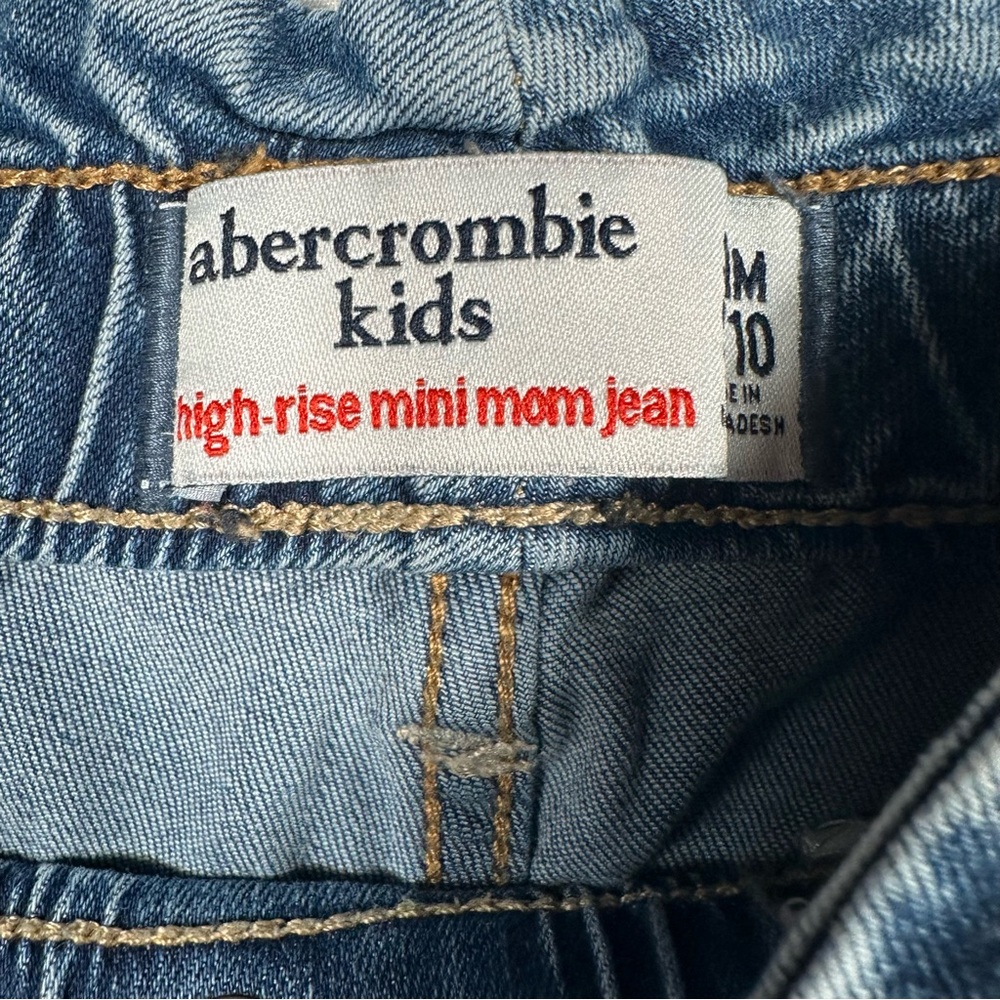 abercrombie
kids
high-rise mini mom jean
10